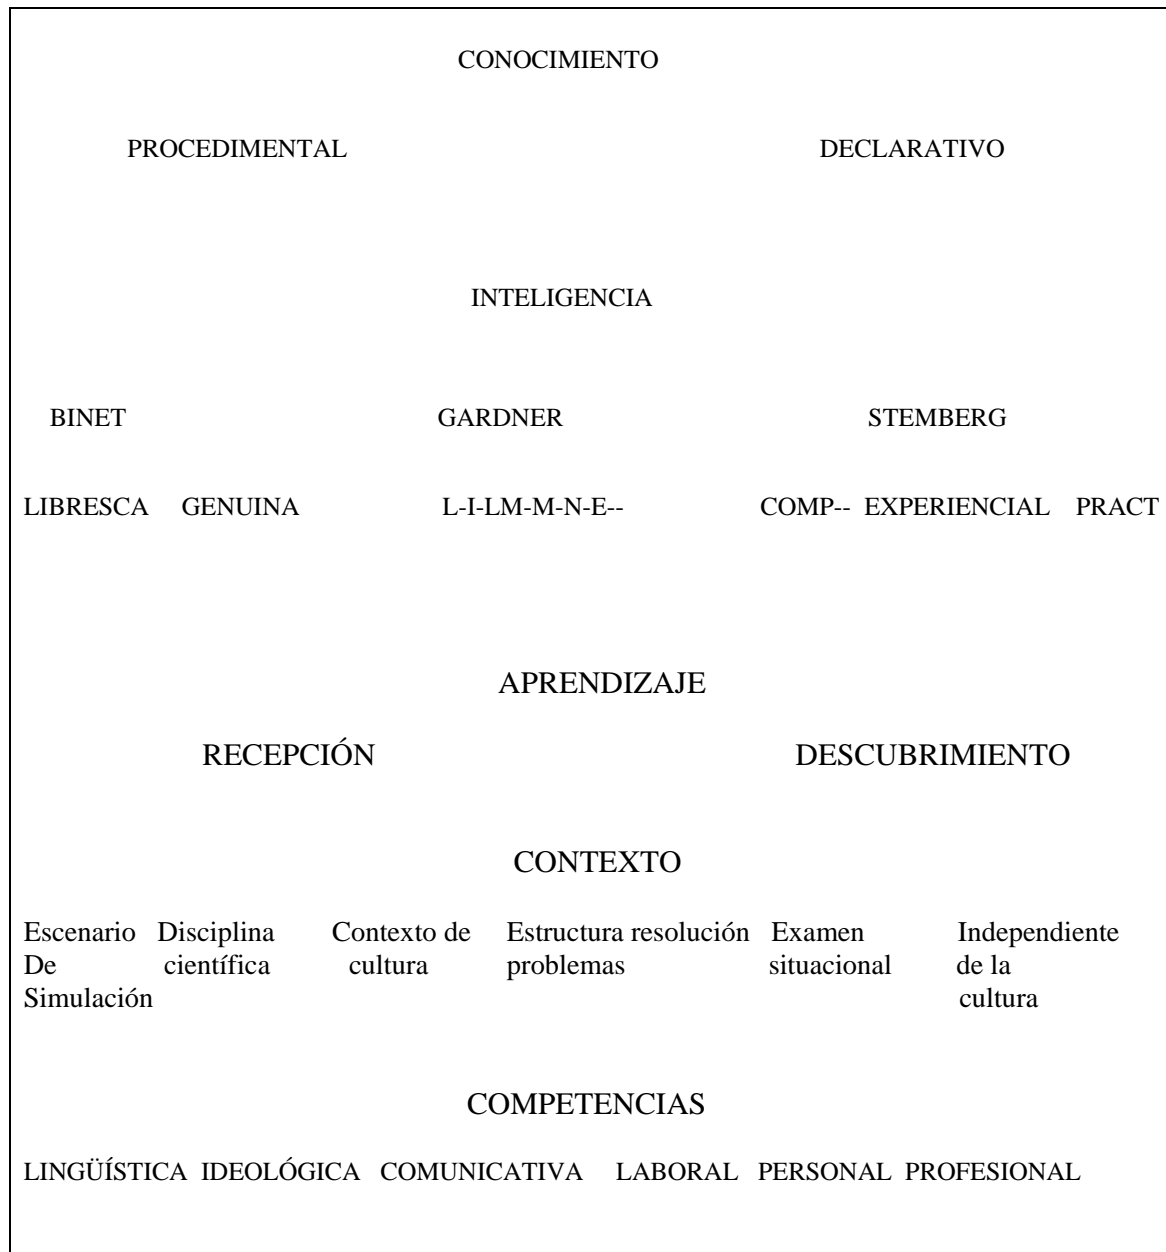 CONOCIMIENTO
PROCEDIMENTAL DECLARATIVO
INTELIGENCIA
BINET GARDNER STEMBERG
LIBRESCA GENUINA L-I-LM-M-N-E-- COMP-- EXPERIENCIAL PRACT
APRENDIZAJE
RECEPCIÓN DESCUBRIMIENTO
CONTEXTO
Escenario Disciplina Contexto de Estructura resolución Examen Independiente
De científica cultura problemas situacional de la
Simulación cultura
COMPETENCIAS
LINGÜÍSTICA IDEOLÓGICA COMUNICATIVA LABORAL PERSONAL PROFESIONAL